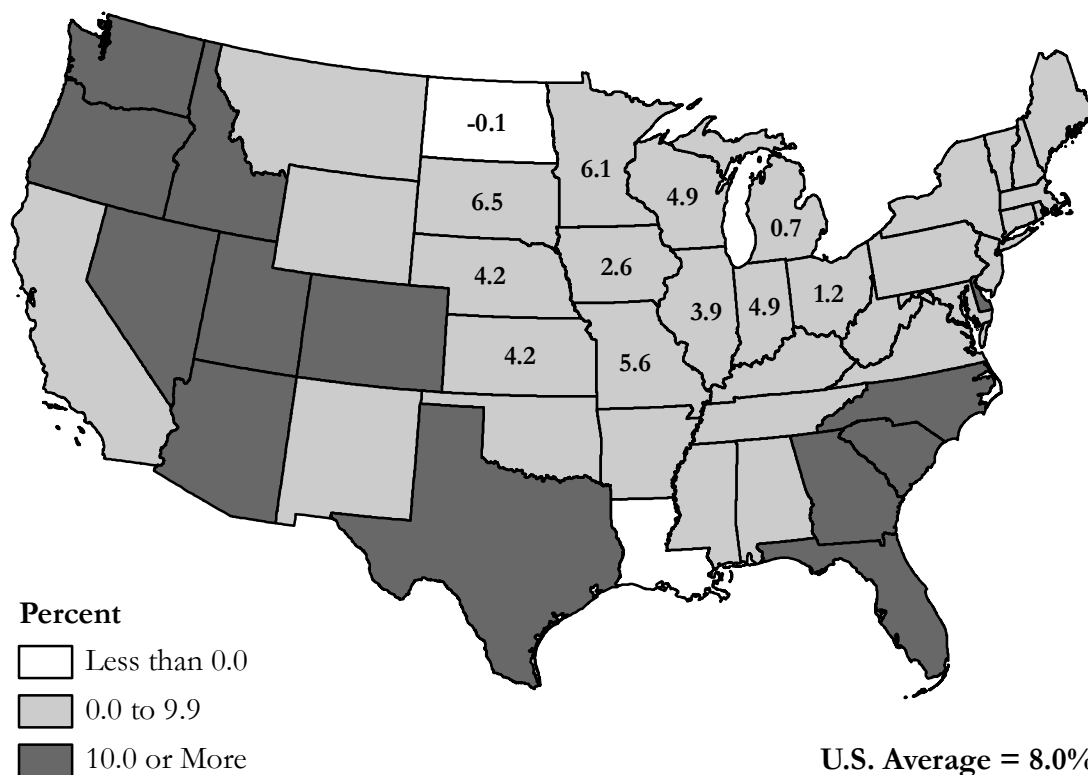 -0.1
6.1
6.5
4.9
0.7
4.2
2.6
3.9
4.9
1.2
4.2
5.6
Percent
Less than 0.0
0.0 to 9.9
10.0 or More
U.S. Average = 8.0%